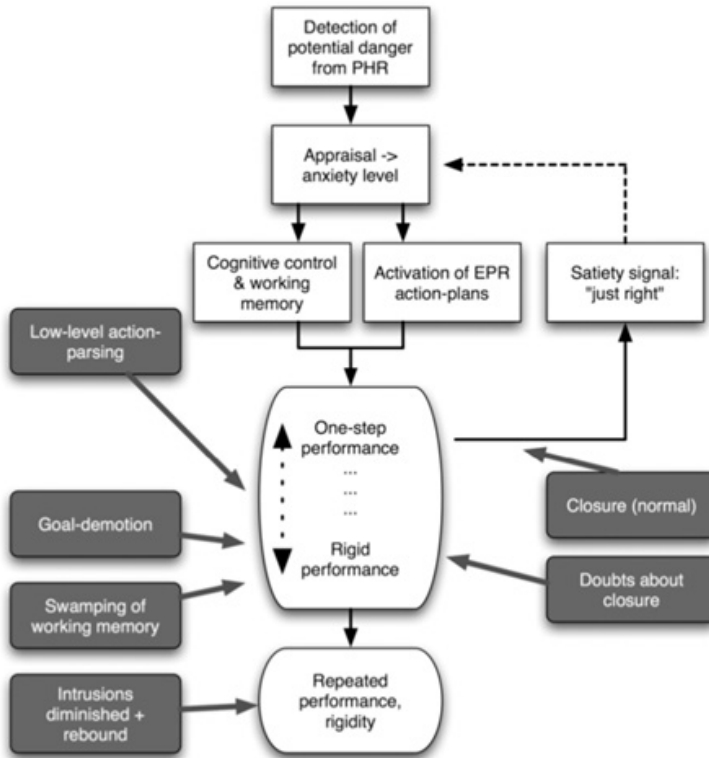 Detection of
potential danger
from PHR
Appraisal ->
anxiety level
Cognitive control
& working
memory
Activation of EPR
action-plans
Satiety signal:
"just right"
Low-level action-
parsing
One-step
performance
...
...
...
Rigid
performance
Closure (normal)
Goal-demotion
Doubts about
closure
Swamping of
working memory
Intrusions
diminished +
rebound
Repeated
performance,
rigidity